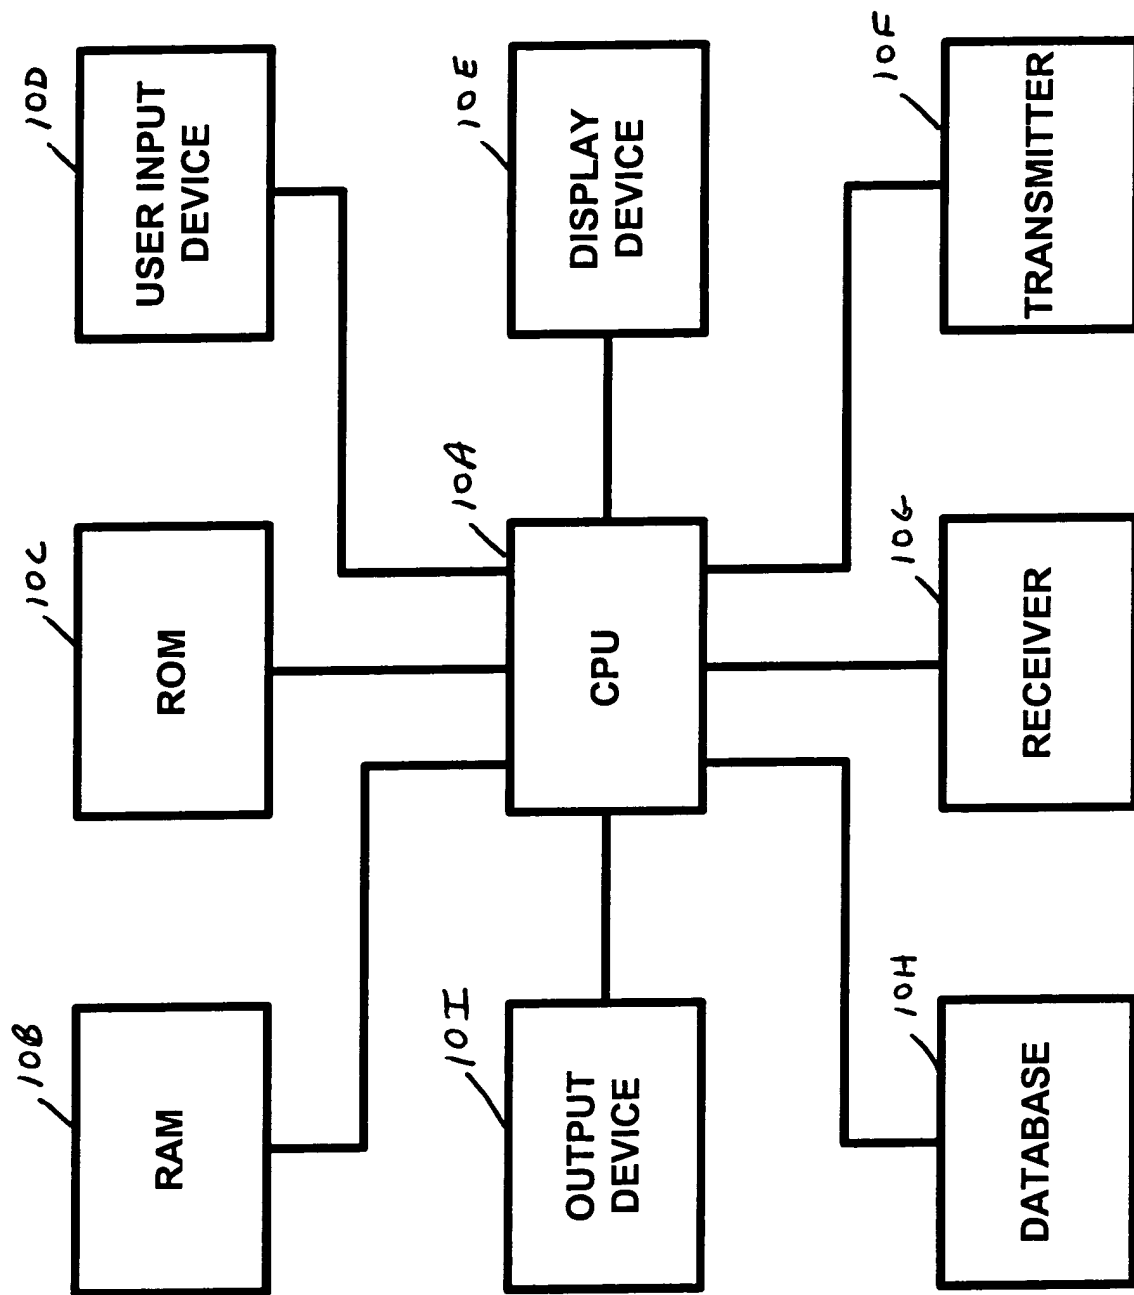 10B
RAM
10C
ROM
10D
USER INPUT
DEVICE
10I
OUTPUT
DEVICE
10A
CPU
10E
DISPLAY
DEVICE
10H
DATABASE
10G
RECEIVER
10F
TRANSMITTER